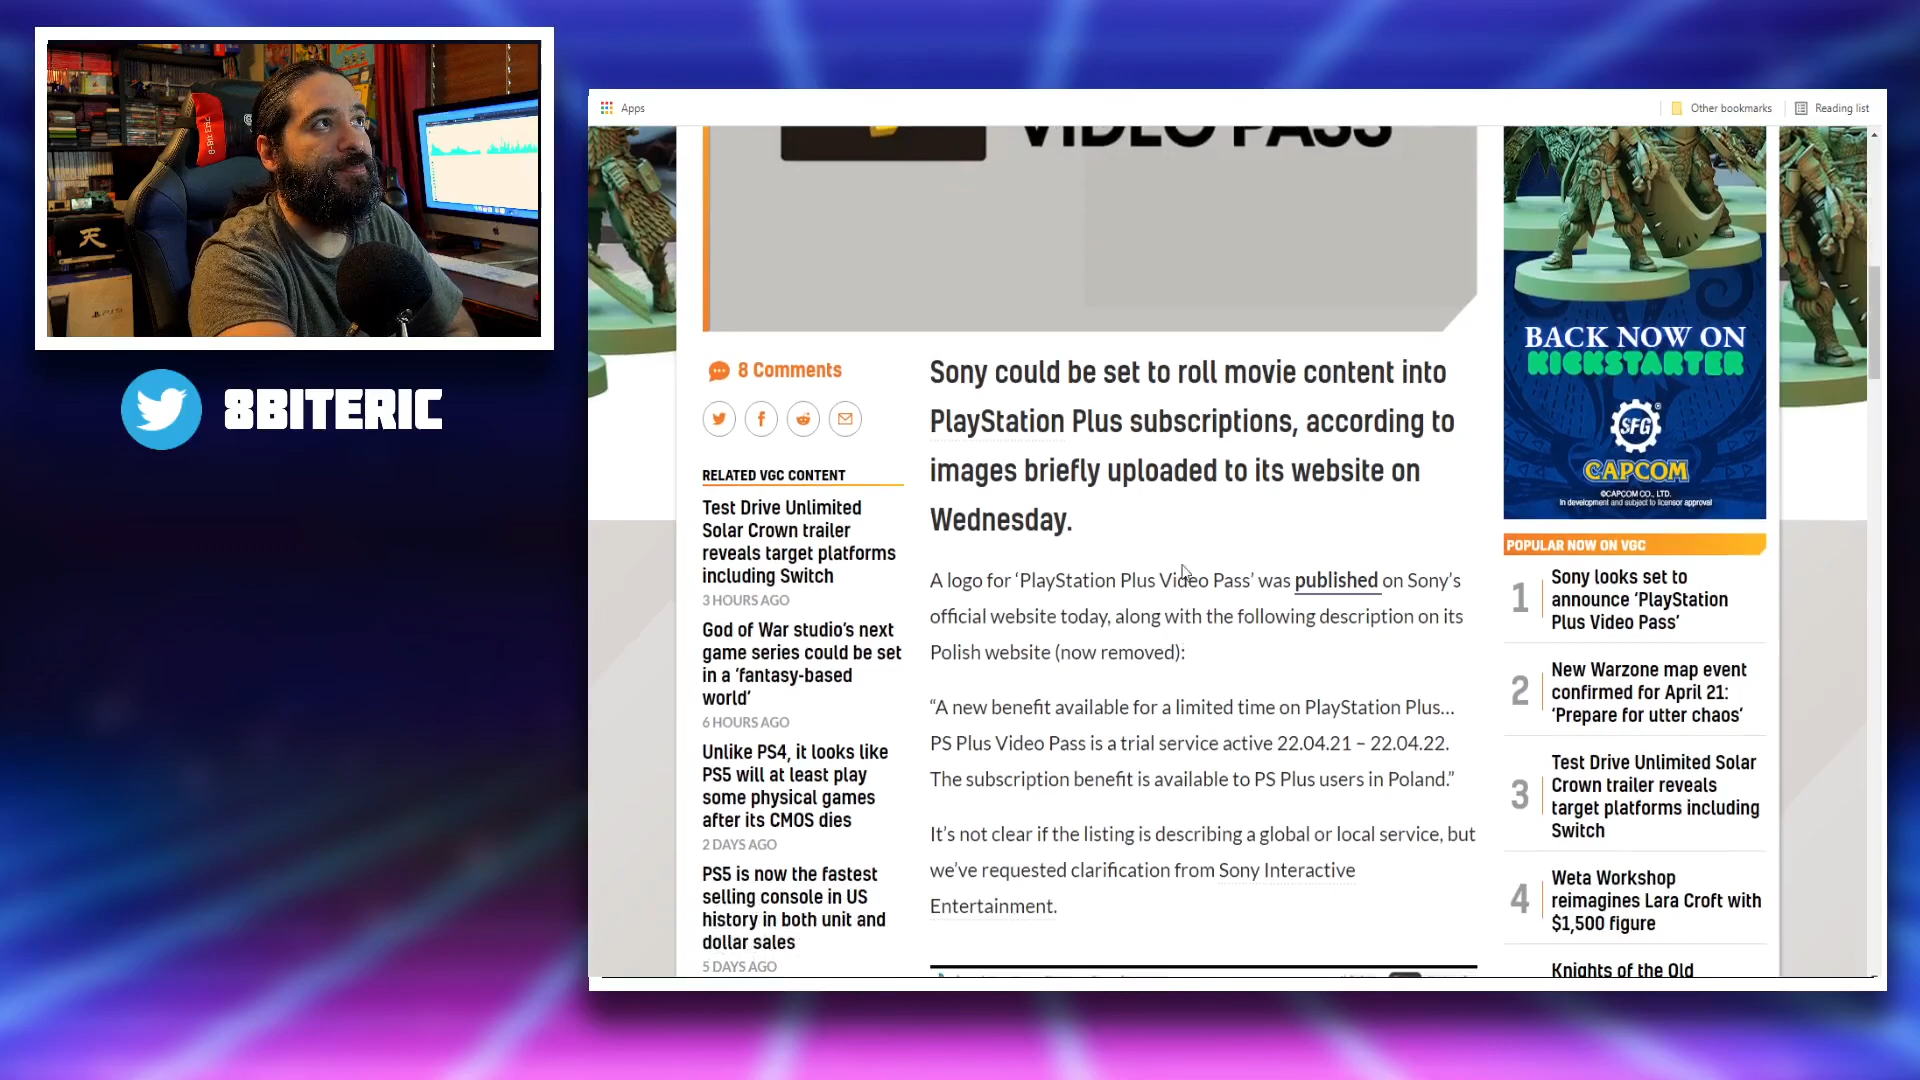 8BITERIC
Apps
Other bookmarks
Reading list
VIDEO PASS
8 Comments
RELATED VGC CONTENT
Test Drive Unlimited
Solar Crown trailer
reveals target platforms
including Switch
3 HOURS AGO
God of War studio's next
game series could be set
in a 'fantasy-based
world'
6 HOURS AGO
Unlike PS4, it looks like
PS5 will at least play
some physical games
after its CMOS dies
2 DAYS AGO
PS5 is now the fastest
selling console in US
history in both unit and
dollar sales
5 DAYS AGO
Sony could be set to roll movie content into
PlayStation Plus subscriptions, according to
images briefly uploaded to its website on
Wednesday.
A logo for ‘PlayStation Plus Video Pass’ was published on Sony’s
official website today, along with the following description on its
Polish website (now removed):
“A new benefit available for a limited time on PlayStation Plus…
PS Plus Video Pass is a trial service active 22.04.21 – 22.04.22.
The subscription benefit is available to PS Plus users in Poland.”
It’s not clear if the listing is describing a global or local service, but
we’ve requested clarification from Sony Interactive
Entertainment.
BACK NOW ON
KICKSTARTER
SFG
CAPCOM
©CAPCOM CO., LTD.
In development and subject to licensor approval
POPULAR NOW ON VGC
1
Sony looks set to
announce ‘PlayStation
Plus Video Pass’
2
New Warzone map event
confirmed for April 21:
‘Prepare for utter chaos’
3
Test Drive Unlimited Solar
Crown trailer reveals
target platforms including
Switch
4
Weta Workshop
reimagines Lara Croft with
$1,500 figure
Knights of the Old